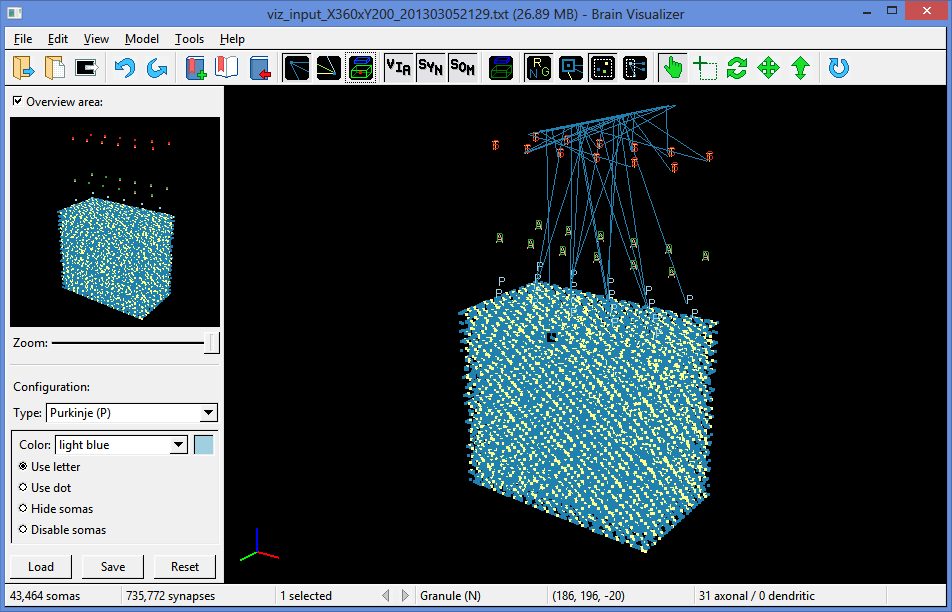 viz_input_X360xY200_201303052129.txt (26.89 MB) - Brain Visualizer
File Edit View Model Tools Help
VIA SYN SOM RNG
Overview area:
Zoom:
Configuration:
Type: Purkinje (P)
Color: light blue
Use letter
Use dot
Hide somas
Disable somas
Load Save Reset
43,464 somas 735,772 synapses 1 selected Granule (N) (186, 196, -20) 31 axonal / 0 dendritic